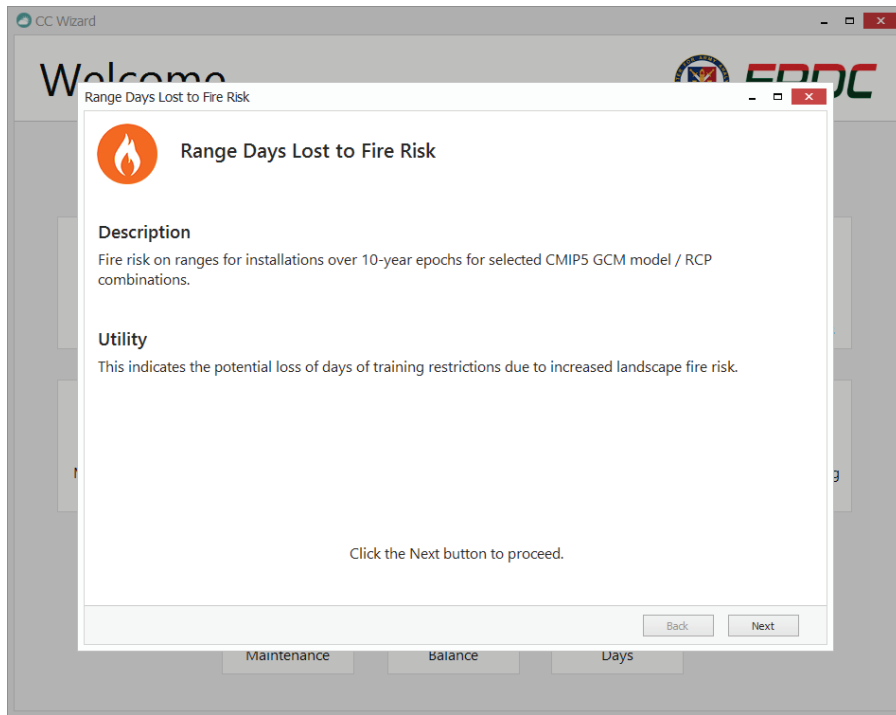 CC Wizard
Welcome
ERDC
Range Days Lost to Fire Risk
Range Days Lost to Fire Risk
Description
Fire risk on ranges for installations over 10-year epochs for selected CMIP5 GCM model / RCP
combinations.
Utility
This indicates the potential loss of days of training restrictions due to increased landscape fire risk.
Click the Next button to proceed.
Back Next
Maintenance Balance Days